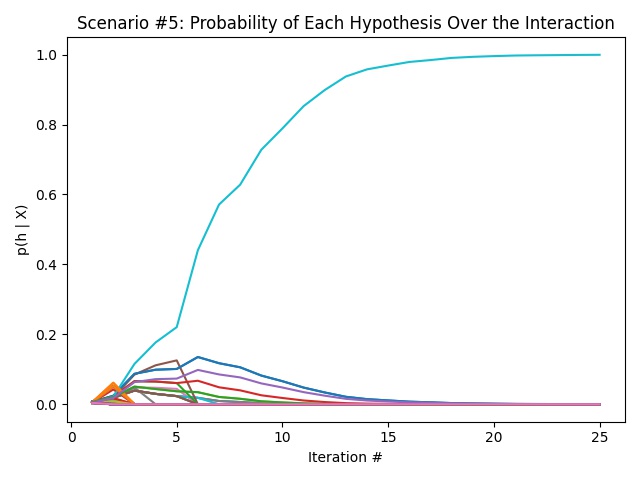 Scenario #5: Probability of Each Hypothesis Over the Interaction
1.0
0.8
0.6
0.4
0.2
0.0
p(h | X)
0 5 10 15 20 25
Iteration #